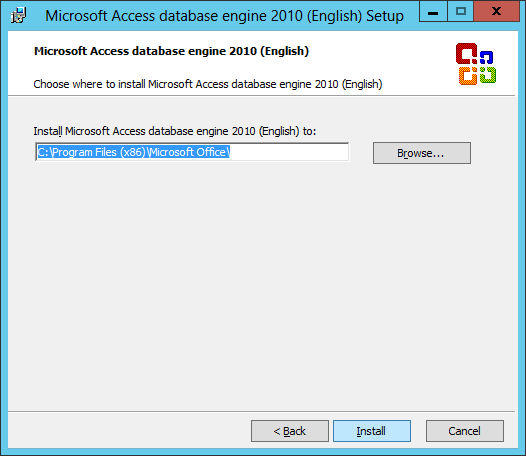 Microsoft Access database engine 2010 (English) Setup
Microsoft Access database engine 2010 (English)
Choose where to install Microsoft Access database engine 2010 (English)
Install Microsoft Access database engine 2010 (English) to:
C:\Program Files (x86)\Microsoft Office\
Browse...
< Back
Install
Cancel